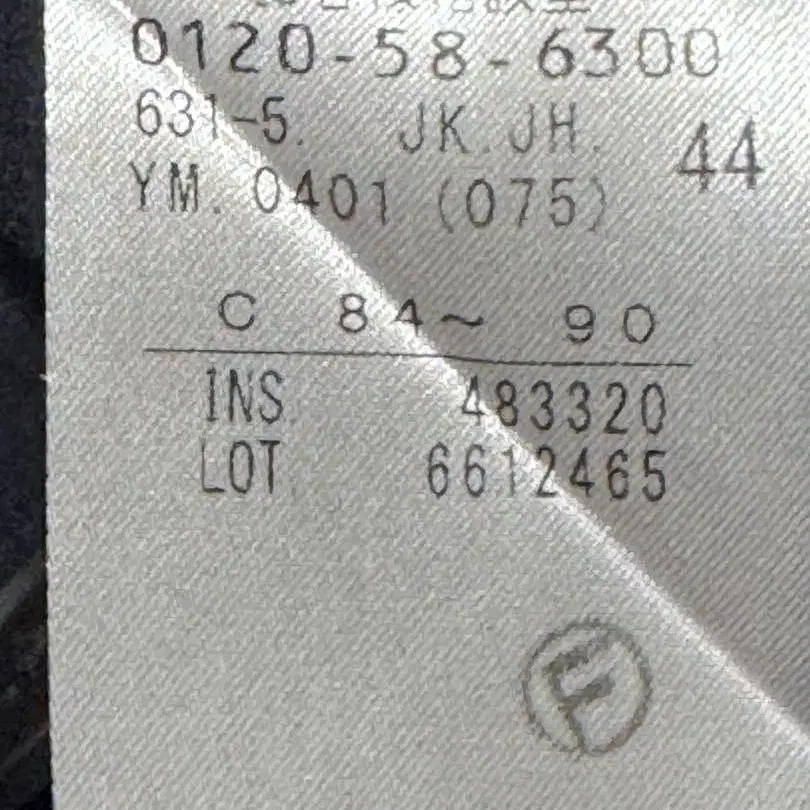 0120-58-6300
631-5. JK.JH. 44
YM. 0401 (075)
C 84~ 90
INS. 483320
LOT. 6612465